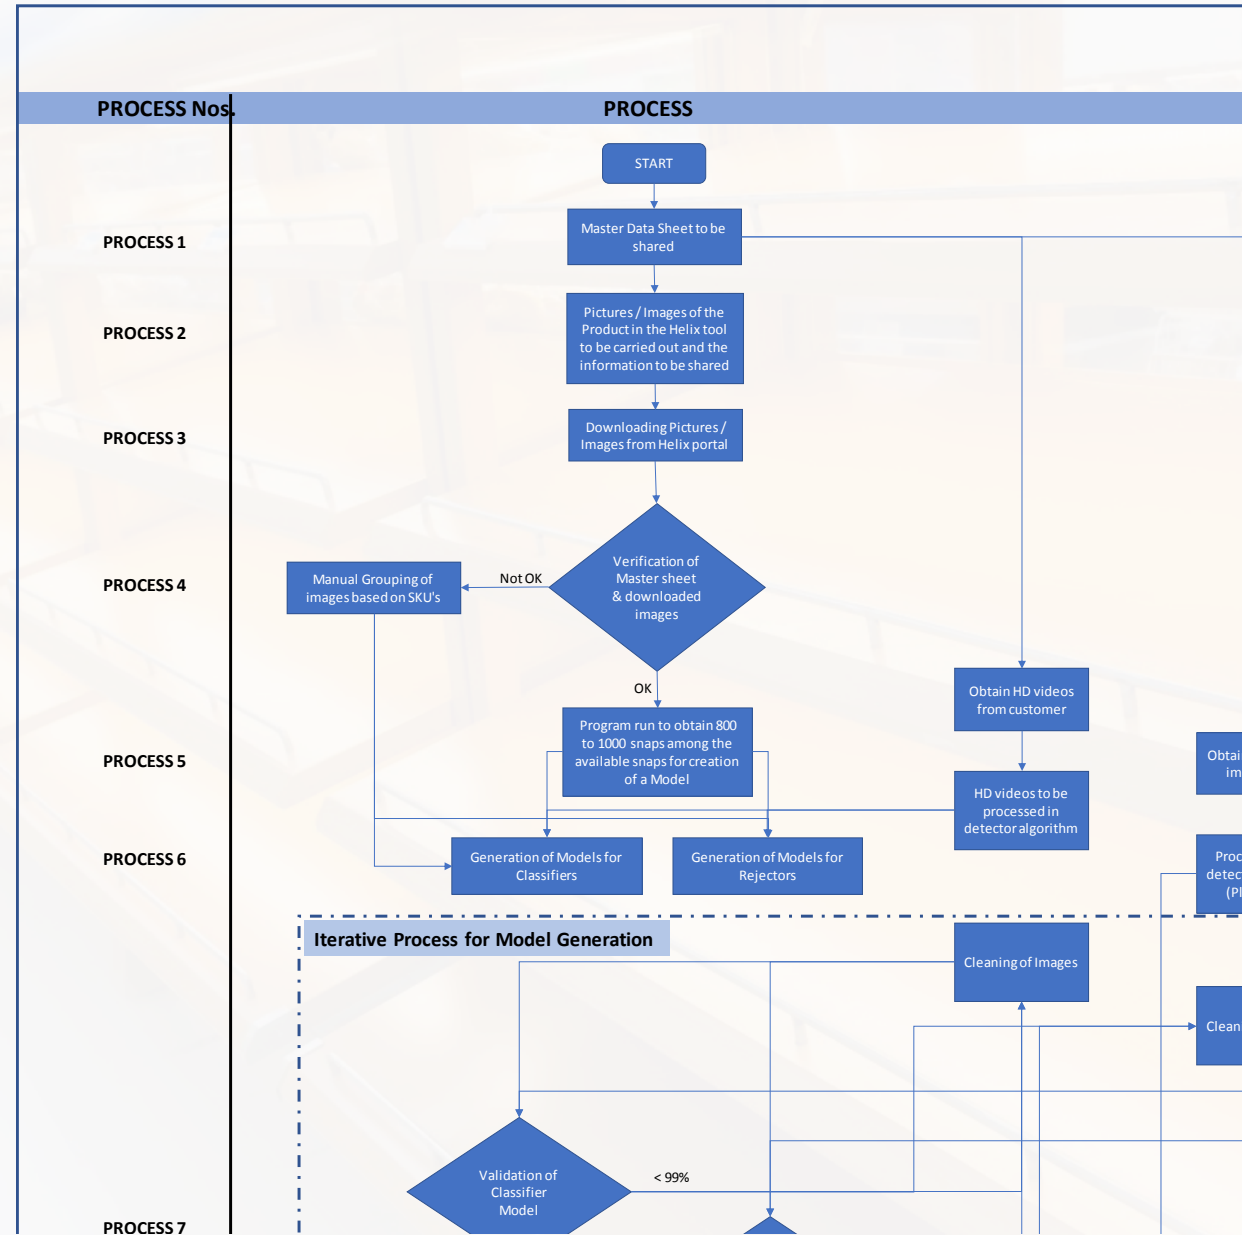 PROCESS Nos.
PROCESS
START
PROCESS 1
Master Data Sheet to be
shared
PROCESS 2
Pictures / Images of the
Product in the Helix tool
to be carried out and the
information to be shared
PROCESS 3
Downloading Pictures /
Images from Helix portal
PROCESS 4
Manual Grouping of
images based on SKU's
Not OK
Verification of
Master sheet
& downloaded
images
OK
Obtain HD videos
from customer
PROCESS 5
Program run to obtain 800
to 1000 snaps among the
available snaps for creation
of a Model
HD videos to be
processed in
detector algorithm
PROCESS 6
Generation of Models for
Classifiers
Generation of Models for
Rejectors
Iterative Process for Model Generation
Cleaning of Images
Validation of
Classifier
Model
< 99%
PROCESS 7